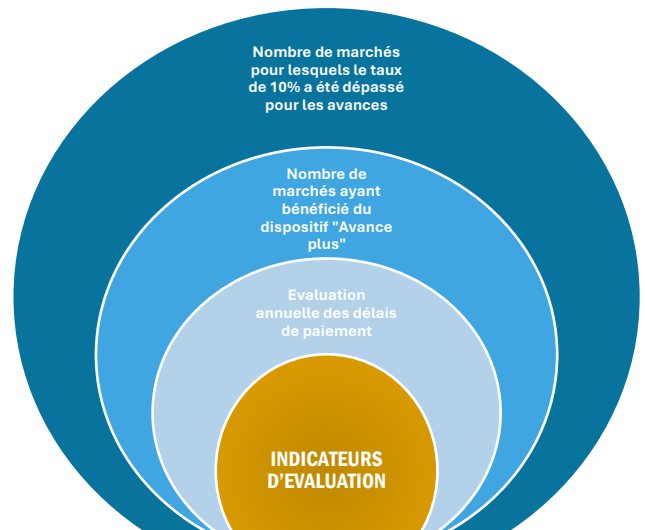 Nombre de marchés
pour lesquels le taux
de 10% a été dépassé
pour les avances
Nombre de
marchés ayant
bénéficié du
dispositif "Avance
plus"
Evaluation
annuelle des délais
de paiement
INDICATEURS
D'EVALUATION